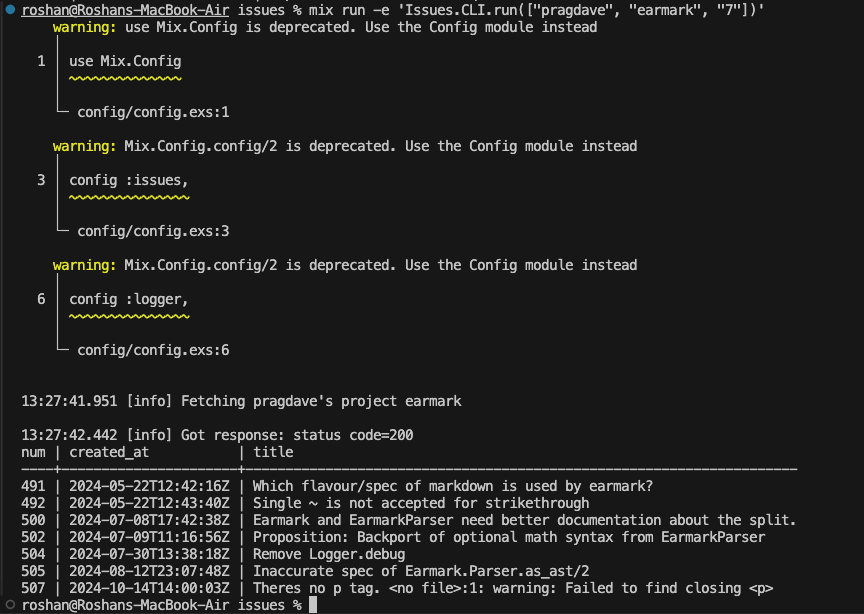 roshan@Roshans-MacBook-Air issues % mix run -e 'Issues.CLI.run(["pragdave", "earmark", "7"])'
warning: use Mix.Config is deprecated. Use the Config module instead
1 │ use Mix.Config
│ ~~~~~~~~~~~~~~
└─ config/config.exs:1
warning: Mix.Config.config/2 is deprecated. Use the Config module instead
3 │ config :issues,
│ ~~~~~~~~~~~~~~~
└─ config/config.exs:3
warning: Mix.Config.config/2 is deprecated. Use the Config module instead
6 │ config :logger,
│ ~~~~~~~~~~~~~~~
└─ config/config.exs:6
13:27:41.951 [info] Fetching pragdave's project earmark
13:27:42.442 [info] Got response: status code=200
num | created_at           | title
----+----------------------+---------------------------------------------------------------------
491 | 2024-05-22T12:42:16Z | Which flavour/spec of markdown is used by earmark?
492 | 2024-05-22T12:43:40Z | Single ~ is not accepted for strikethrough
500 | 2024-07-08T17:42:38Z | Earmark and EarmarkParser need better documentation about the split.
502 | 2024-07-09T11:16:56Z | Proposition: Backport of optional math syntax from EarmarkParser
504 | 2024-07-30T13:38:18Z | Remove Logger.debug
505 | 2024-08-12T23:07:48Z | Inaccurate spec of Earmark.Parser.as_ast/2
507 | 2024-10-14T14:00:03Z | Theres no p tag. <no file>:1: warning: Failed to find closing <p>
roshan@Roshans-MacBook-Air issues %